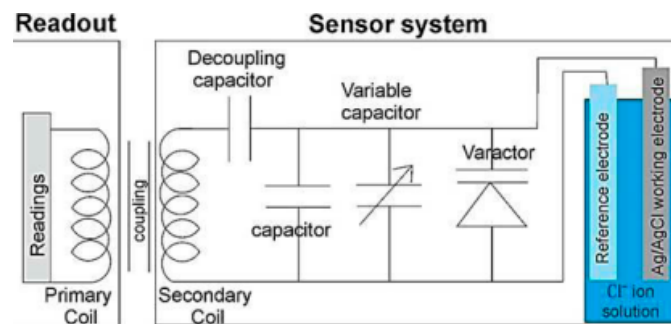 Readout
Sensor system
Decoupling
capacitor
Variable
capacitor
Varactor
capacitor
Readings
coupling
Primary
Coil
Secondary
Coil
Reference electrode
Ag/AgCl working electrode
Cl⁻ ion
solution